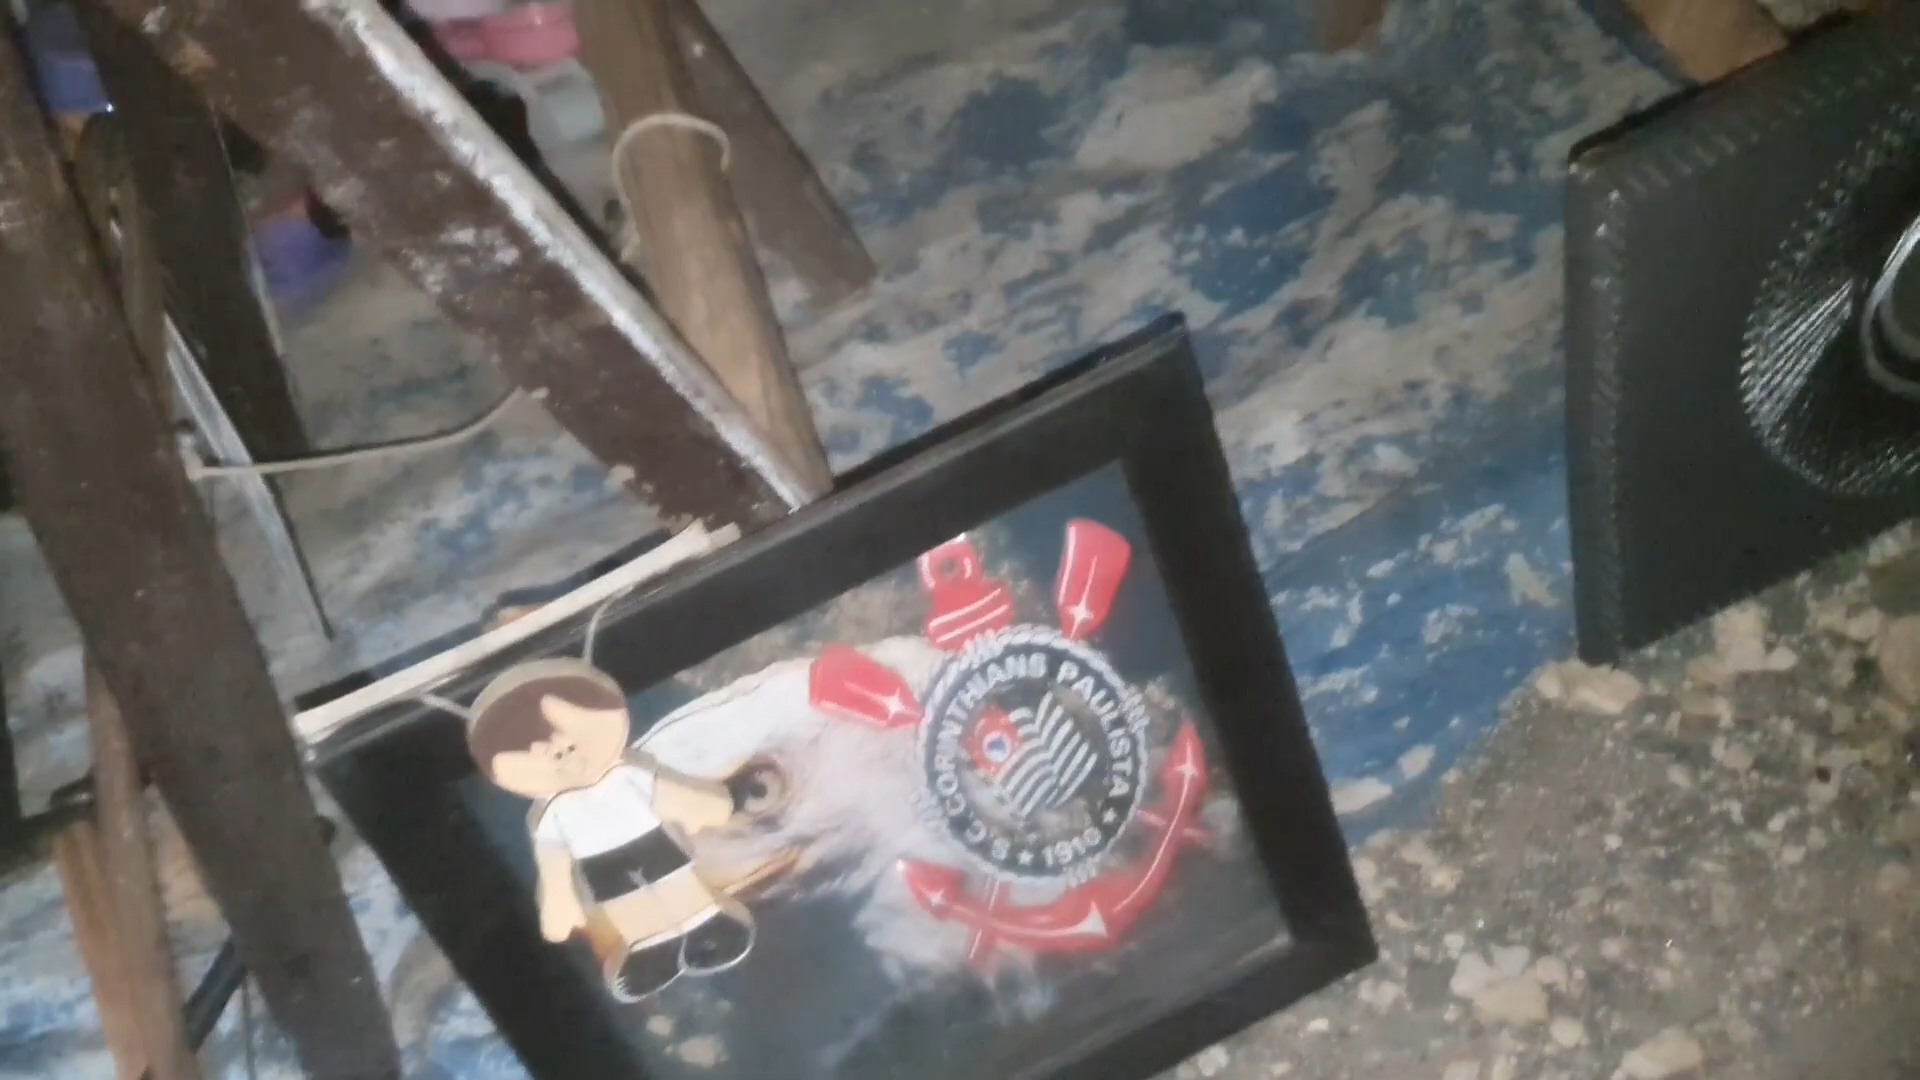 S.C. CORINTHIANS PAULISTA
★ 1910 ★